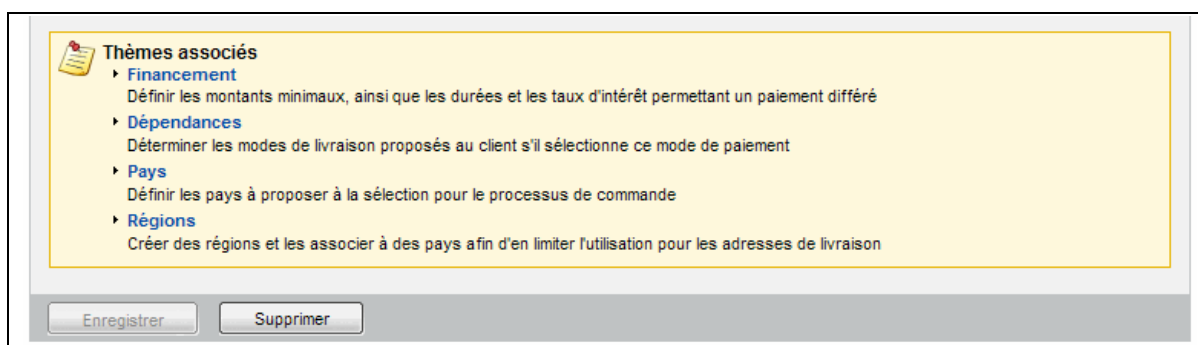 Thèmes associés
Financement
Définir les montants minimaux, ainsi que les durées et les taux d'intérêt permettant un paiement différé
Dépendances
Déterminer les modes de livraison proposés au client s'il sélectionne ce mode de paiement
Pays
Définir les pays à proposer à la sélection pour le processus de commande
Régions
Créer des régions et les associer à des pays afin d'en limiter l'utilisation pour les adresses de livraison
Enregistrer Supprimer